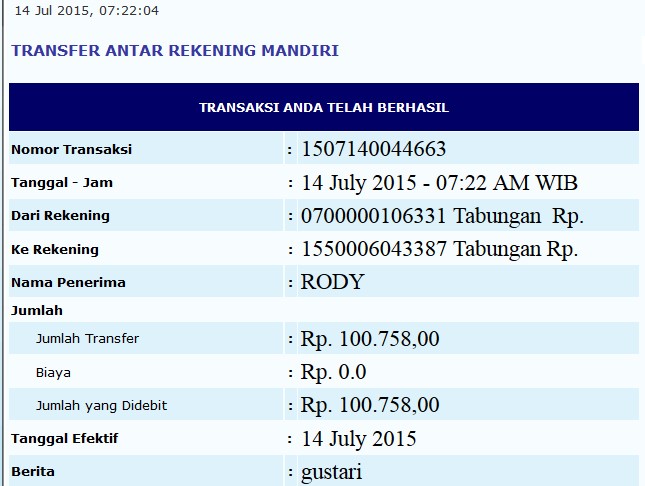 14 Jul 2015, 07:22:04
TRANSFER ANTAR REKENING MANDIRI
TRANSAKSI ANDA TELAH BERHASIL
Nomor Transaksi : 1507140044663
Tanggal - Jam : 14 July 2015 - 07:22 AM WIB
Dari Rekening : 0700000106331 Tabungan Rp.
Ke Rekening : 1550006043387 Tabungan Rp.
Nama Penerima : RODY
Jumlah
Jumlah Transfer : Rp. 100.758,00
Biaya : Rp. 0.0
Jumlah yang Didebit : Rp. 100.758,00
Tanggal Efektif : 14 July 2015
Berita : gustari